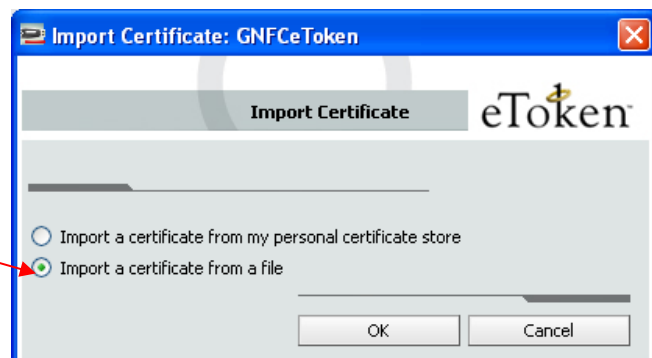 Import Certificate: GNFCeToken
Import Certificate
eToken
Import a certificate from my personal certificate store
Import a certificate from a file
OK
Cancel